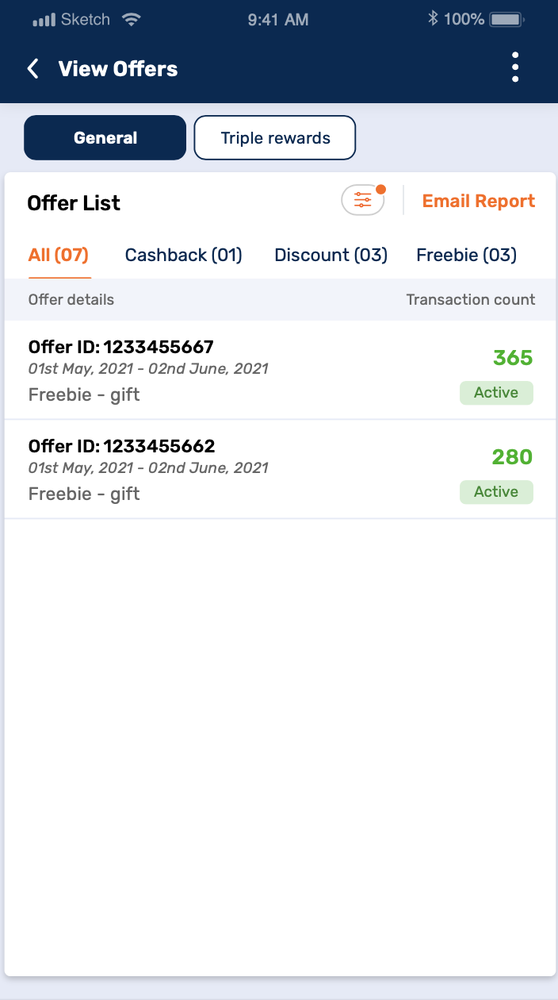 Sketch 9:41 AM 100%
View Offers
General Triple rewards
Offer List Email Report
All (07) Cashback (01) Discount (03) Freebie (03)
Offer details Transaction count
Offer ID: 1233455667
01st May, 2021 - 02nd June, 2021
365
Freebie - gift
Active
Offer ID: 1233455662
01st May, 2021 - 02nd June, 2021
280
Freebie - gift
Active